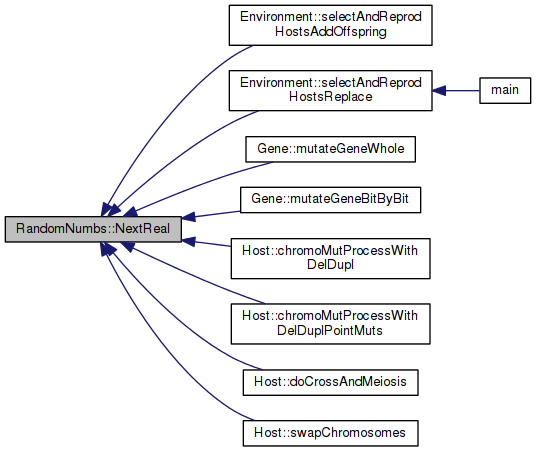 Environment::selectAndReprod
HostsAddOffspring
Environment::selectAndReprod
HostsReplace
main
Gene::mutateGeneWhole
Gene::mutateGeneBitByBit
RandomNumbs::NextReal
Host::chromoMutProcessWith
DelDupl
Host::chromoMutProcessWith
DelDuplPointMuts
Host::doCrossAndMeiosis
Host::swapChromosomes